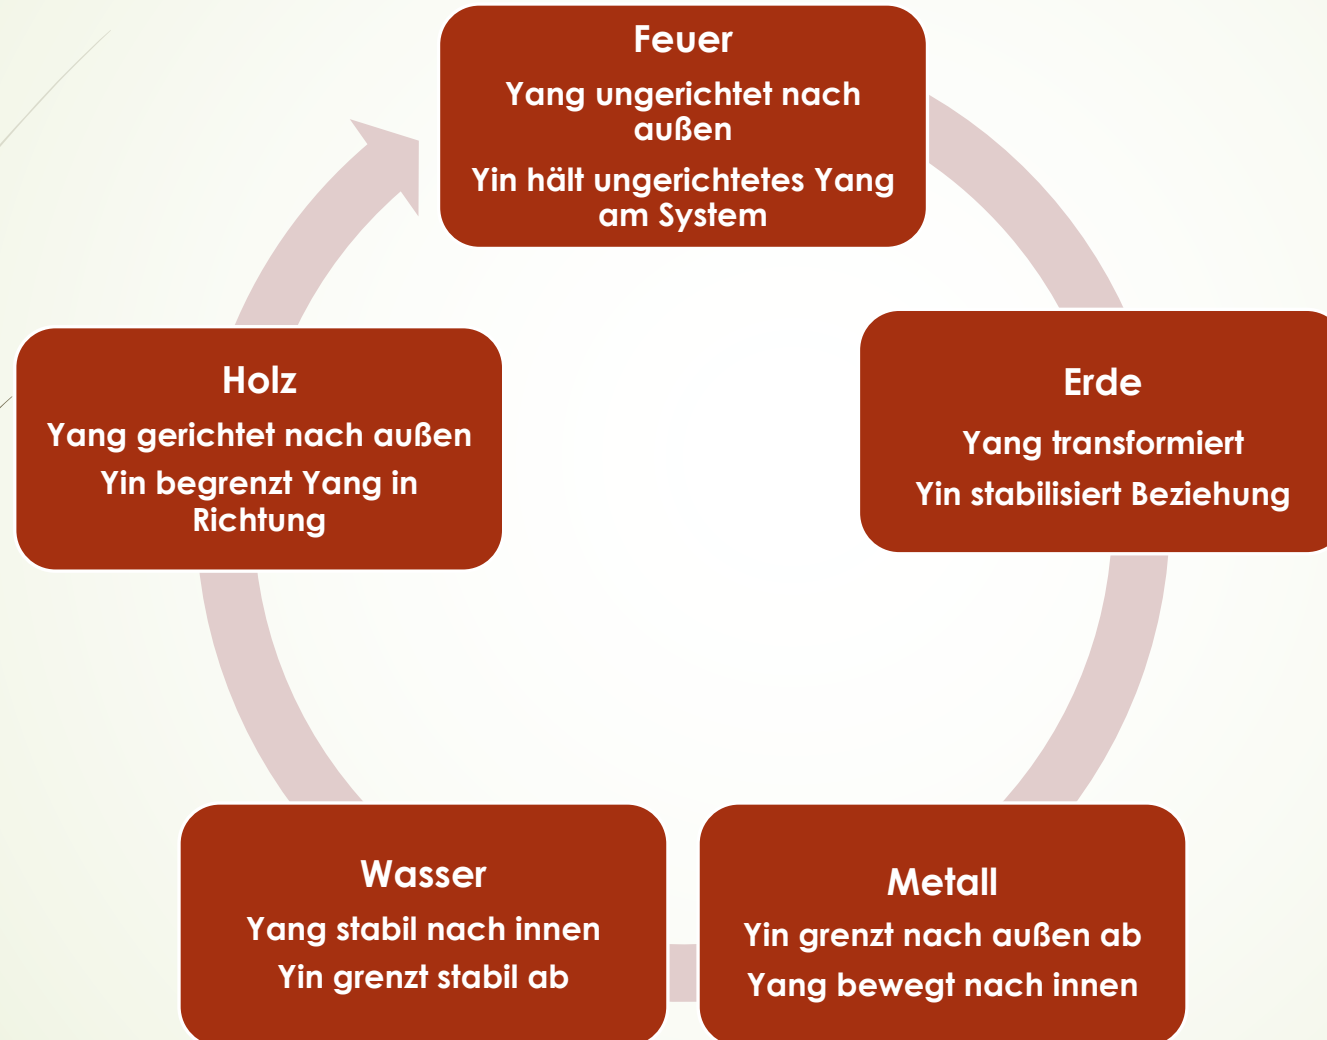 Feuer
Yang ungerichtet nach
außen
Yin hält ungerichtetes Yang
am System
Erde
Yang transformiert
Yin stabilisiert Beziehung
Metall
Yin grenzt nach außen ab
Yang bewegt nach innen
Wasser
Yang stabil nach innen
Yin grenzt stabil ab
Holz
Yang gerichtet nach außen
Yin begrenzt Yang in
Richtung